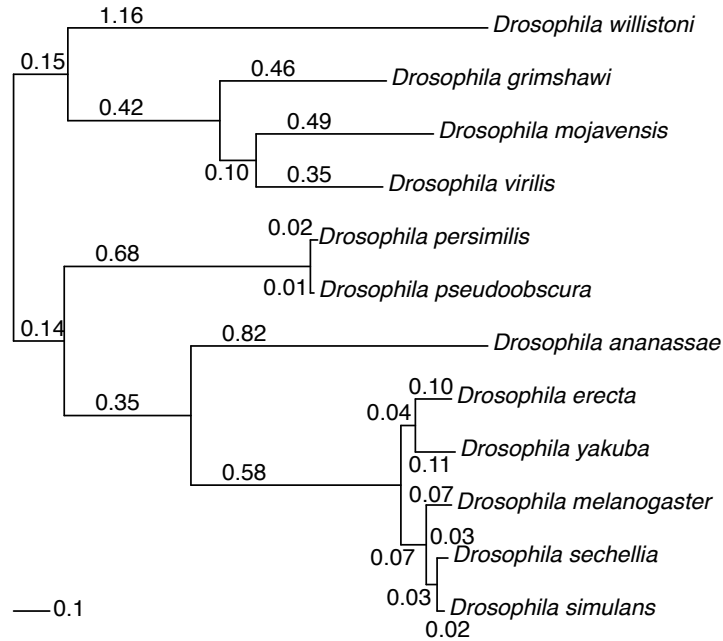 1.16
Drosophila willistoni
0.15
0.46
Drosophila grimshawi
0.42
0.49
Drosophila mojavensis
0.10
0.35
Drosophila virilis
0.02
Drosophila persimilis
0.68
0.01
Drosophila pseudoobscura
0.14
0.82
Drosophila ananassae
0.35
0.10
Drosophila erecta
0.04
Drosophila yakuba
0.11
0.58
0.07
Drosophila melanogaster
0.03
0.07
Drosophila sechellia
0.03
Drosophila simulans
0.02
0.1